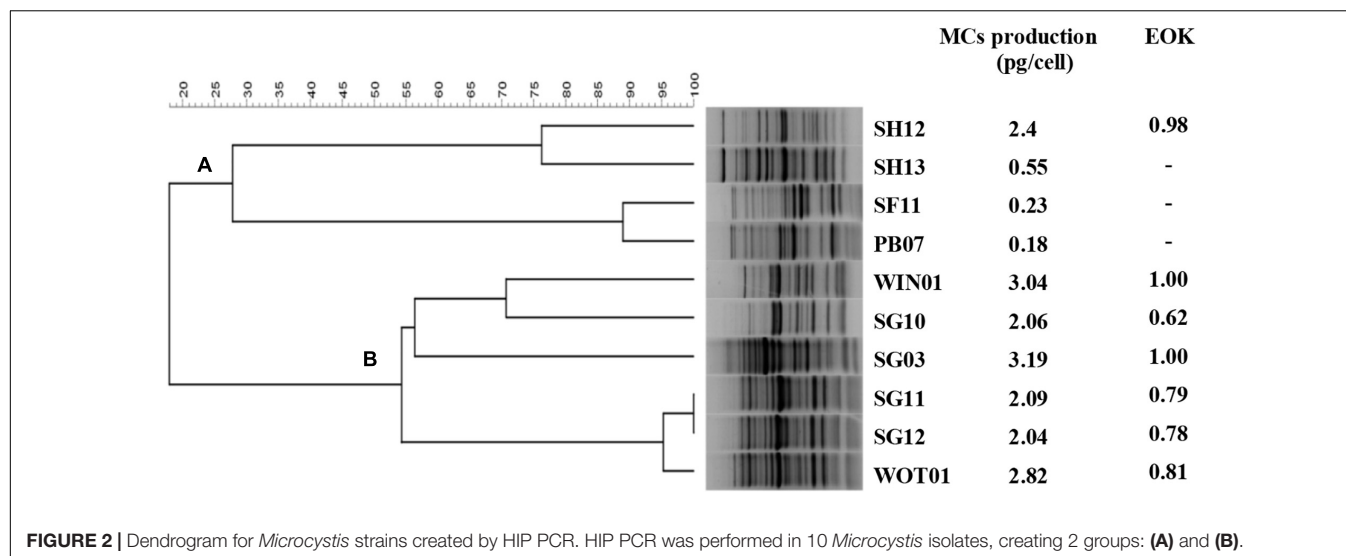 MCs production EOK
(pg/cell)
20 25 30 35 40 45 50 55 60 65 70 75 80 85 90 95 100
SH12 2.4 0.98
A
SH13 0.55 -
SF11 0.23 -
PB07 0.18 -
WIN01 3.04 1.00
SG10 2.06 0.62
B
SG03 3.19 1.00
SG11 2.09 0.79
SG12 2.04 0.78
WOT01 2.82 0.81
FIGURE 2 | Dendrogram for Microcystis strains created by HIP PCR. HIP PCR was performed in 10 Microcystis isolates, creating 2 groups: (A) and (B).